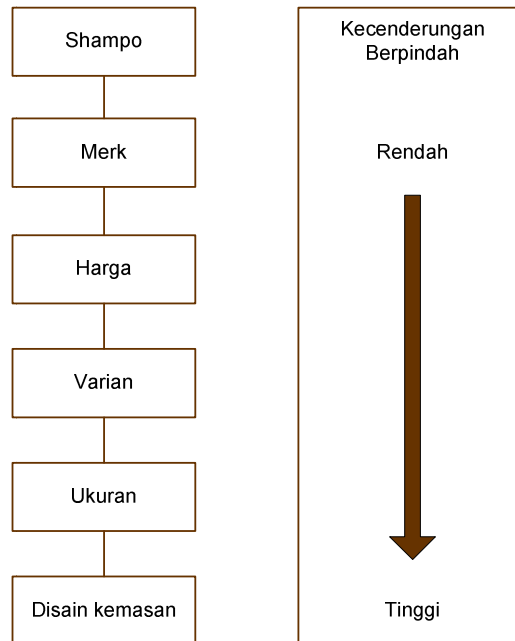 Shampo
Merk
Harga
Varian
Ukuran
Disain kemasan
Kecenderungan
Berpindah
Rendah
Tinggi